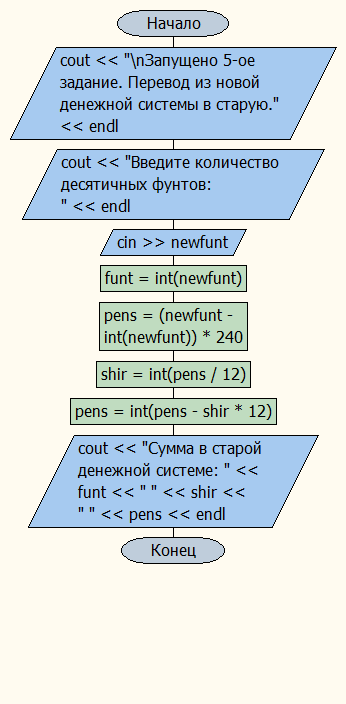 Начало
cout << "\nЗапущено 5-ое
задание. Перевод из новой
денежной системы в старую."
<< endl
cout << "Введите количество
десятичных фунтов:
" << endl
cin >> newfunt
funt = int(newfunt)
pens = (newfunt -
int(newfunt)) * 240
shir = int(pens / 12)
pens = int(pens - shir * 12)
cout << "Сумма в старой
денежной системе: " <<
funt << " " << shir <<
" " << pens << endl
Конец